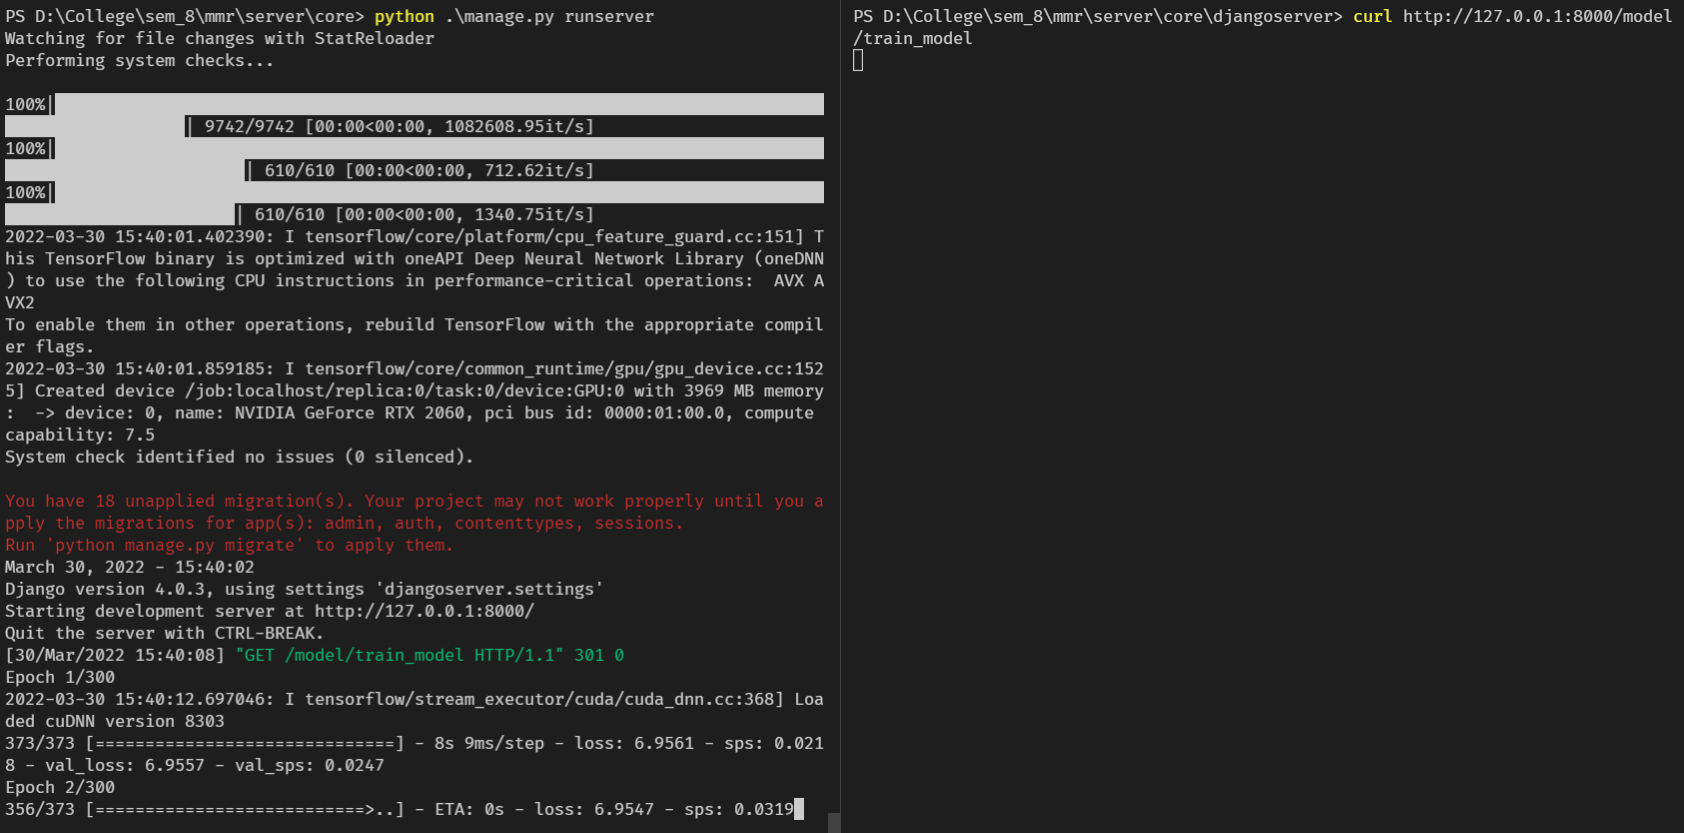 PS D:\College\sem_8\mmr\server\core> python .\manage.py runserver
Watching for file changes with StatReloader
Performing system checks...
100%|
| 9742/9742 [00:00<00:00, 1082608.95it/s]
100%|
| 610/610 [00:00<00:00, 712.62it/s]
100%|
| 610/610 [00:00<00:00, 1340.75it/s]
2022-03-30 15:40:01.402390: I tensorflow/core/platform/cpu_feature_guard.cc:151] T
his TensorFlow binary is optimized with oneAPI Deep Neural Network Library (oneDNN
) to use the following CPU instructions in performance-critical operations:  AVX A
VX2
To enable them in other operations, rebuild TensorFlow with the appropriate compil
er flags.
2022-03-30 15:40:01.859185: I tensorflow/core/common_runtime/gpu/gpu_device.cc:152
5] Created device /job:localhost/replica:0/task:0/device:GPU:0 with 3969 MB memory
:  -> device: 0, name: NVIDIA GeForce RTX 2060, pci bus id: 0000:01:00.0, compute
capability: 7.5
System check identified no issues (0 silenced).
You have 18 unapplied migration(s). Your project may not work properly until you a
pply the migrations for app(s): admin, auth, contenttypes, sessions.
Run 'python manage.py migrate' to apply them.
March 30, 2022 - 15:40:02
Django version 4.0.3, using settings 'djangoserver.settings'
Starting development server at http://127.0.0.1:8000/
Quit the server with CTRL-BREAK.
[30/Mar/2022 15:40:08] "GET /model/train_model HTTP/1.1" 301 0
Epoch 1/300
2022-03-30 15:40:12.697046: I tensorflow/stream_executor/cuda/cuda_dnn.cc:368] Loa
ded cuDNN version 8303
373/373 [==============================] - 8s 9ms/step - loss: 6.9561 - sps: 0.021
8 - val_loss: 6.9557 - val_sps: 0.0247
Epoch 2/300
356/373 [===========================>..] - ETA: 0s - loss: 6.9547 - sps: 0.0319
PS D:\College\sem_8\mmr\server\core\djangoserver> curl http://127.0.0.1:8000/model
/train_model